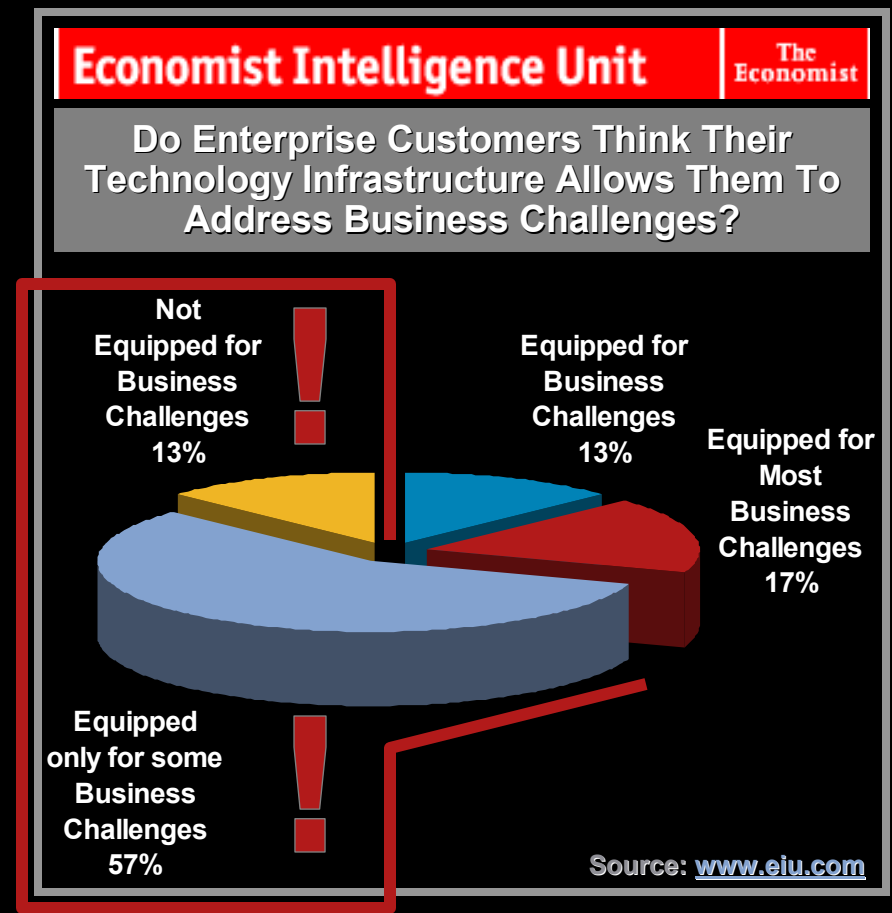 Economist Intelligence Unit
The
Economist
Do Enterprise Customers Think Their
Technology Infrastructure Allows Them To
Address Business Challenges?
Not
Equipped for
Business
Challenges
13%
!
Equipped for
Business
Challenges
13%
Equipped for
Most
Business
Challenges
17%
Equipped
only for some
Business
Challenges
57%
!
Source: www.eiu.com